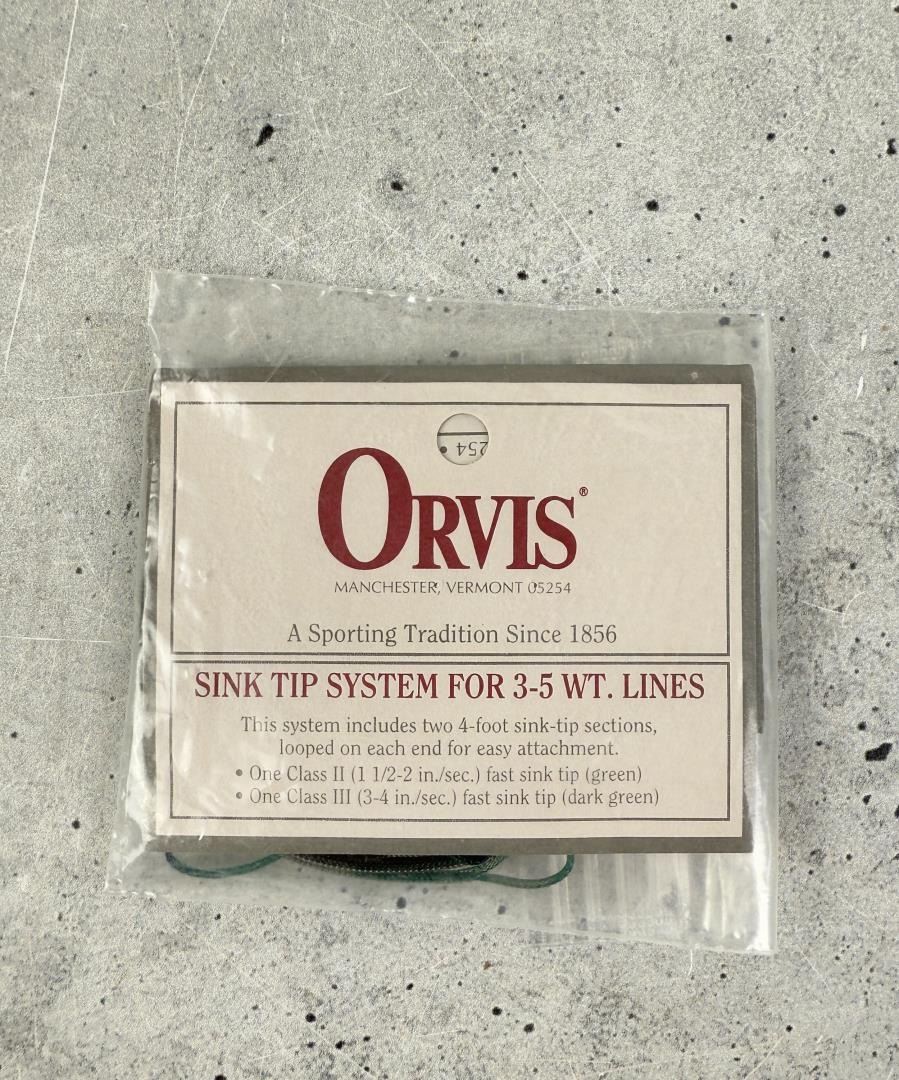 254
ORVIS®
MANCHESTER, VERMONT 05254
A Sporting Tradition Since 1856
SINK TIP SYSTEM FOR 3-5 WT. LINES
This system includes two 4-foot sink-tip sections,
looped on each end for easy attachment.
• One Class II (1 1/2-2 in./sec.) fast sink tip (green)
• One Class III (3-4 in./sec.) fast sink tip (dark green)